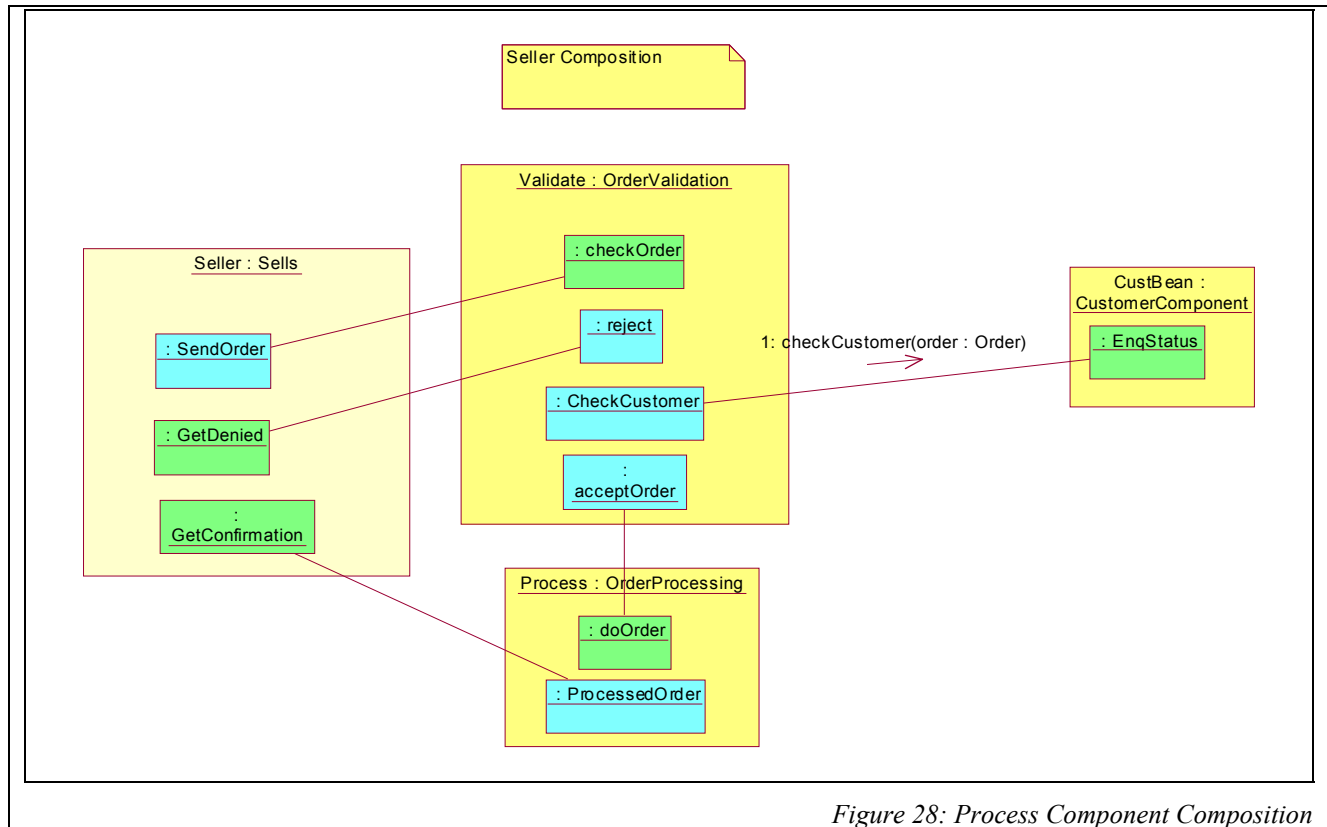 Seller Composition
Validate : OrderValidation
: checkOrder
: reject
: CheckCustomer
:
acceptOrder
Seller : Sells
: SendOrder
: GetDenied
:
GetConfirmation
1: checkCustomer(order : Order)
CustBean :
CustomerComponent
: EnqStatus
Process : OrderProcessing
: doOrder
: ProcessedOrder
Figure 28: Process Component Composition